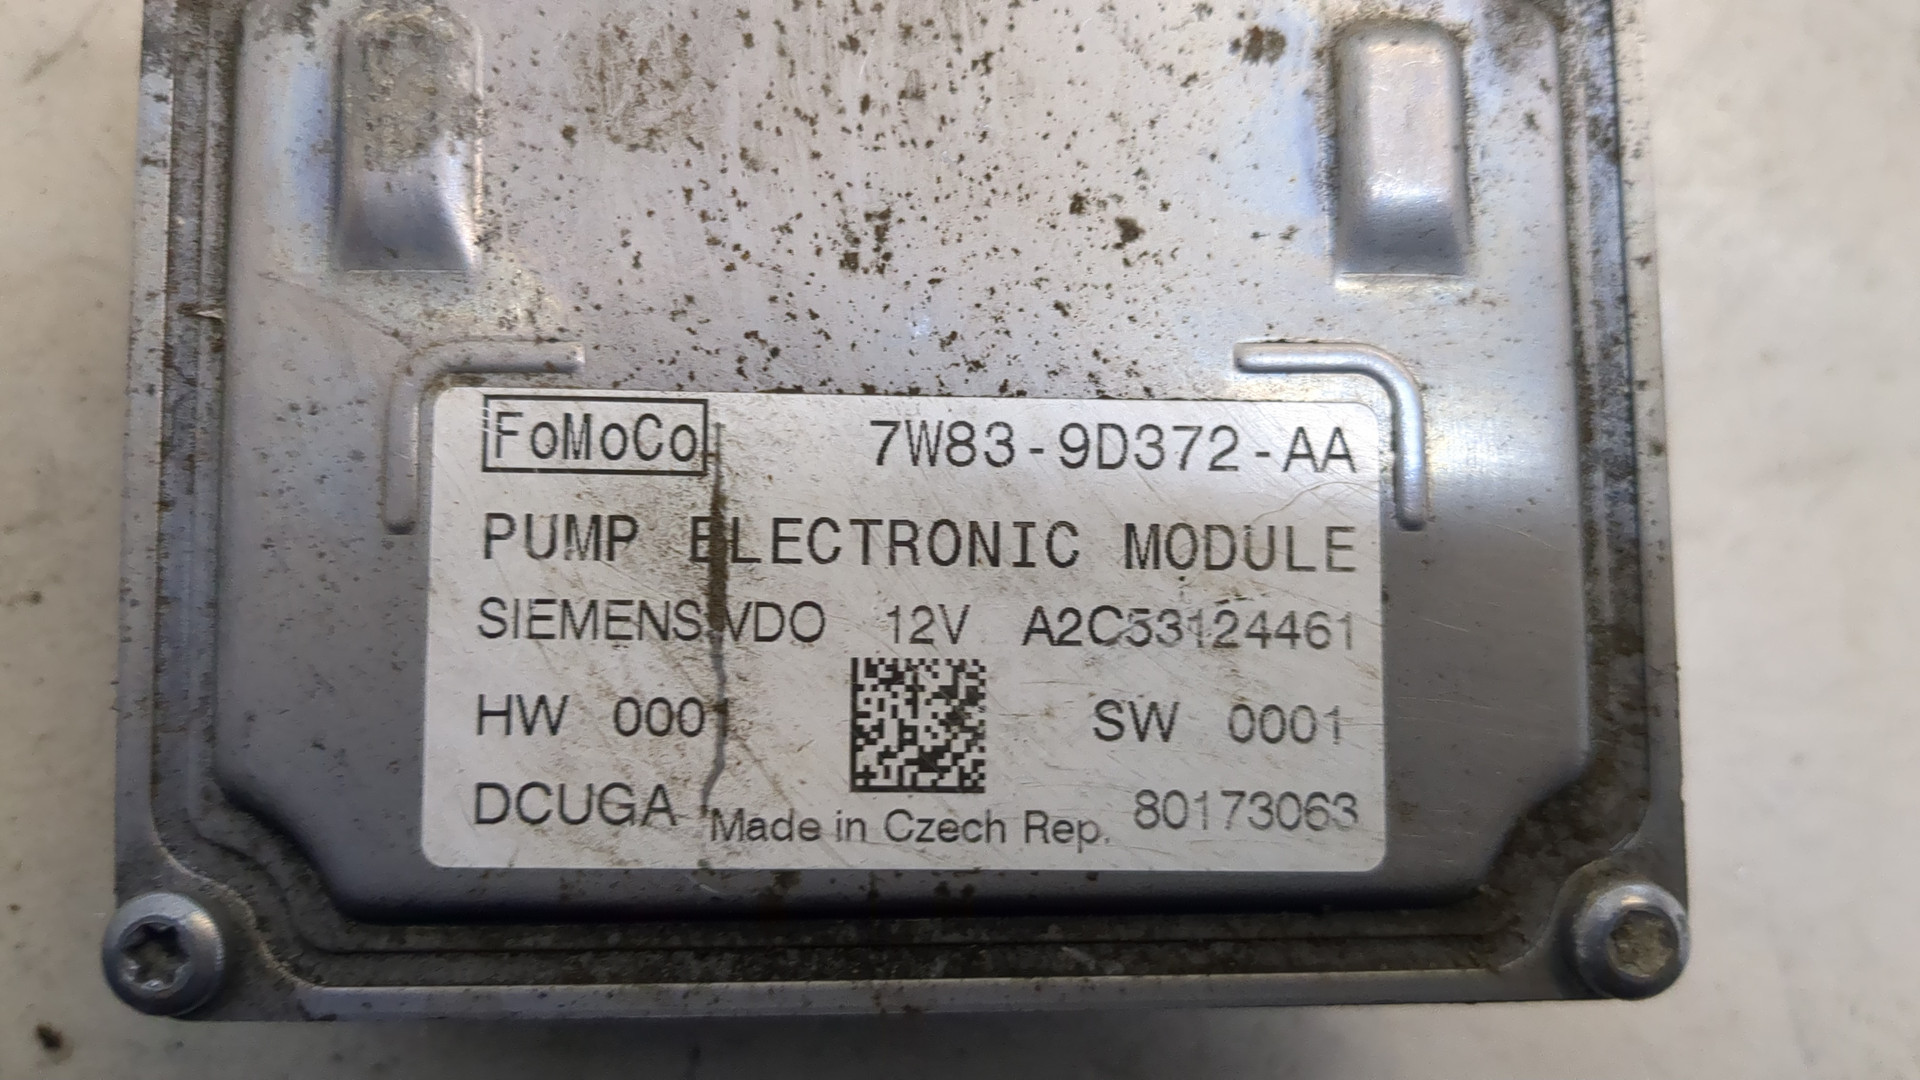 FoMoCo 7W83-9D372-AA
PUMP ELECTRONIC MODULE
SIEMENS VDO 12V A2C53124461
HW 0001 SW 0001
DCUGA Made in Czech Rep. 80173063